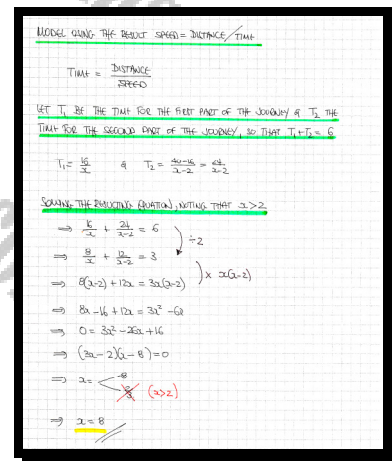 MODEL USING THE RESULT SPEED = DISTANCE / TIME
TIME = DISTANCE / SPEED
LET T₁ BE THE TIME FOR THE FIRST PART OF THE JOURNEY & T₂ THE
TIME FOR THE SECOND PART OF THE JOURNEY, SO THAT T₁+T₂ = 6
T₁ = 16/x & T₂ = (40-16)/(x-2) = 24/(x-2)
SOLVING THE RESULTING EQUATION, NOTING THAT x>2
⇒ 16/x + 24/(x-2) = 6
÷2
⇒ 8/x + 12/(x-2) = 3
⇒ 8(x-2) + 12x = 3x(x-2)
× x(x-2)
⇒ 8x - 16 + 12x = 3x² - 6x
⇒ 0 = 3x² - 26x + 16
⇒ (3x - 2)(x - 8) = 0
⇒ x = 8
2/3 (x>2)
⇒ x = 8